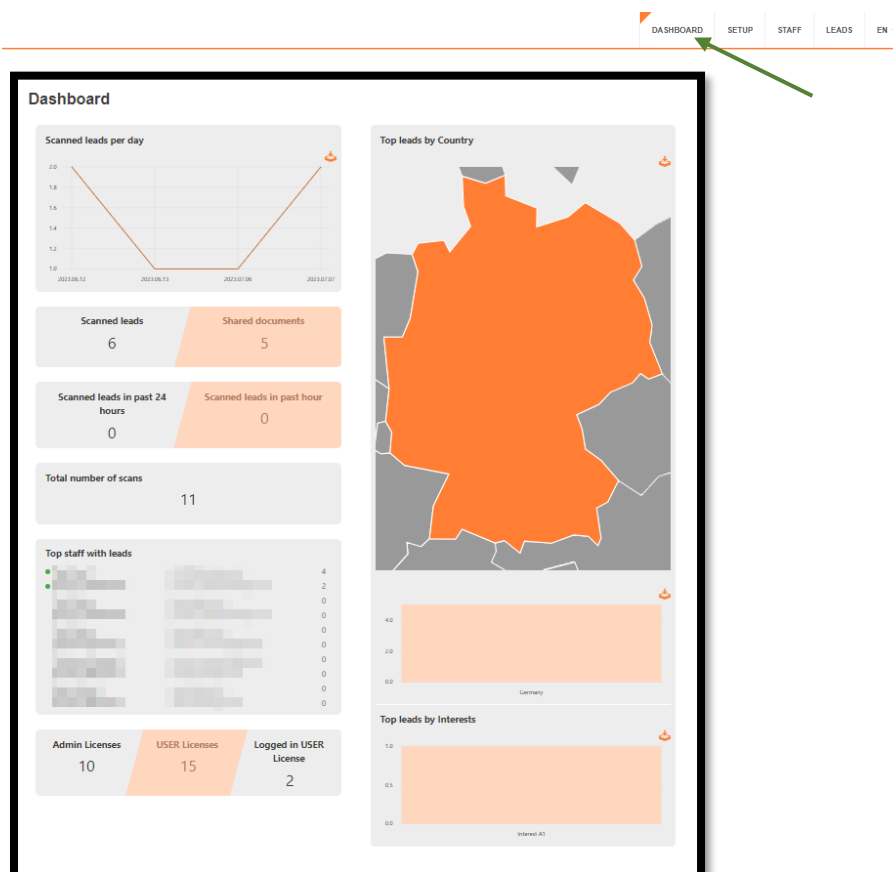 DASHBOARD SETUP STAFF LEADS EN
Dashboard
Scanned leads per day
2.0
1.8
1.6
1.4
1.2
1.0
2023.06.12 2023.06.13 2023.07.06 2023.07.07
Scanned leads
6
Shared documents
5
Scanned leads in past 24
hours
0
Scanned leads in past hour
0
Total number of scans
11
Top staff with leads
4
2
0
0
0
0
0
0
0
0
Admin Licenses
10
USER Licenses
15
Logged in USER
License
2
Top leads by Country
4.0
2.0
0.0
Germany
Top leads by Interests
1.0
0.5
0.0
Interest A1